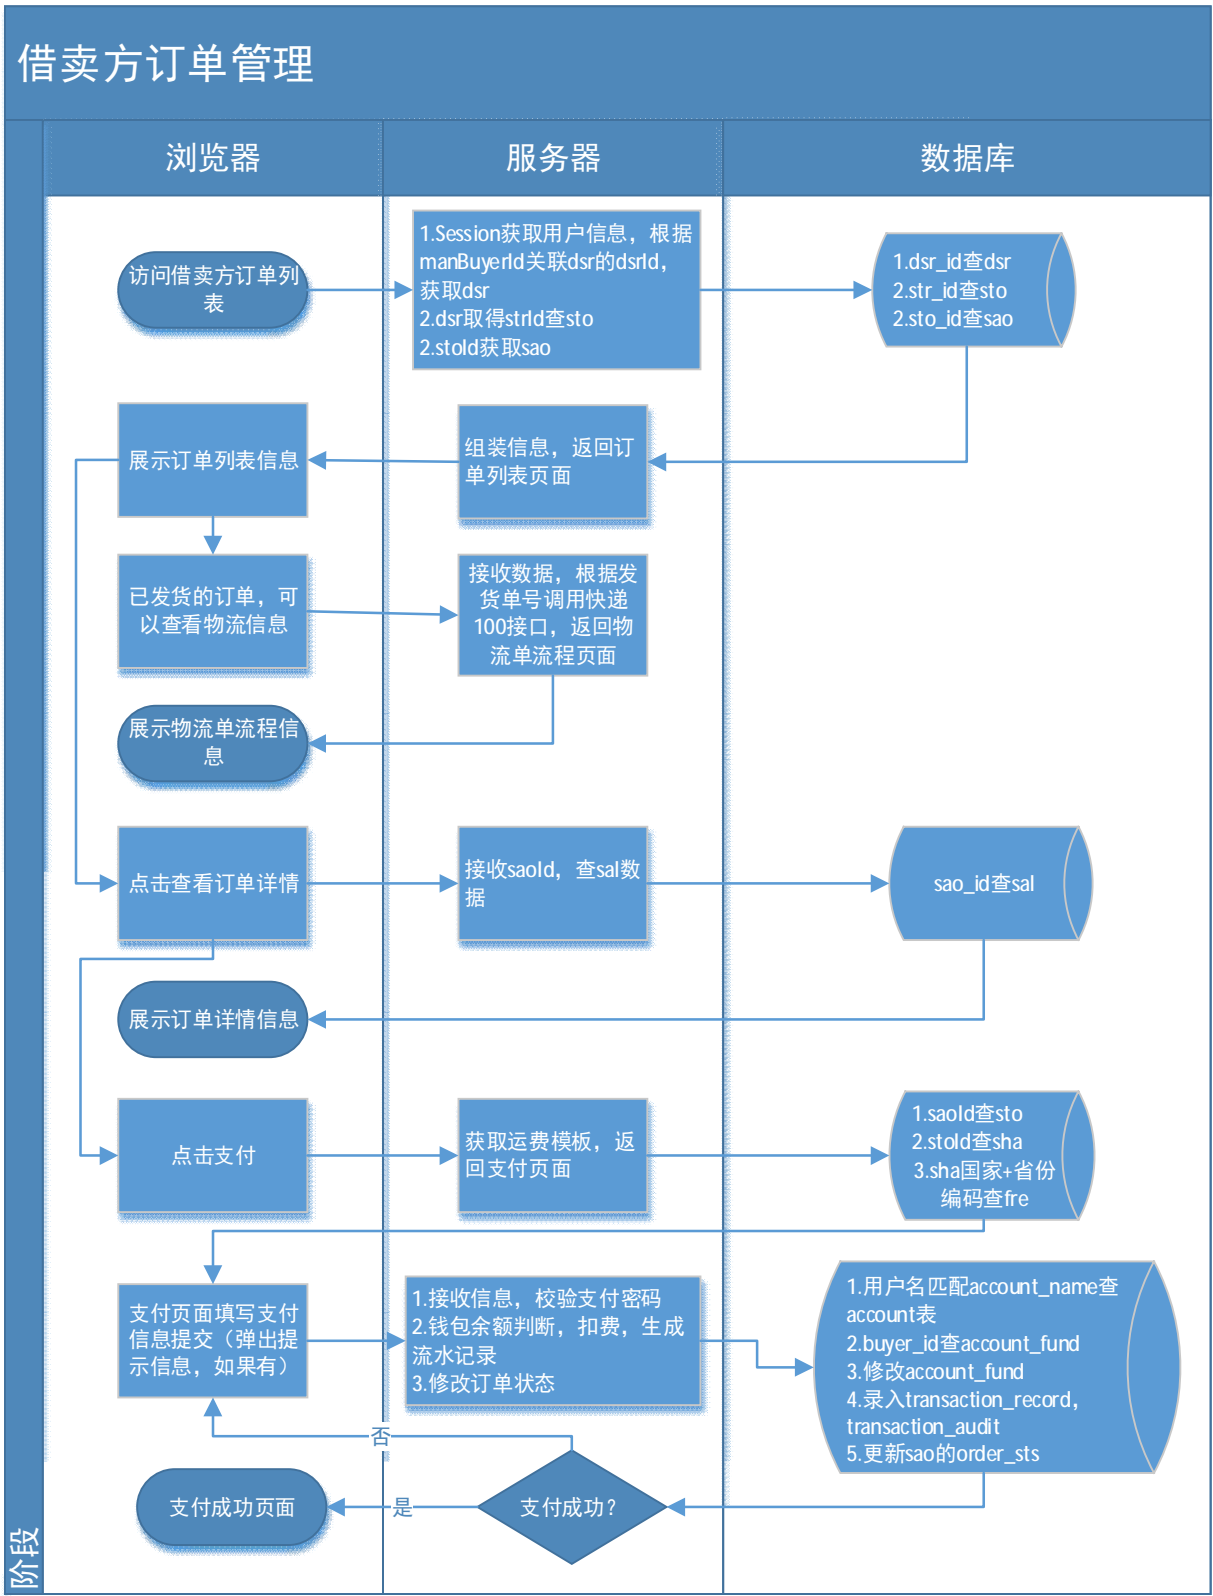 借卖方订单管理
浏览器
服务器
数据库
访问借卖方订单列
表
1.Session获取用户信息，根据
manBuyerId关联dsr的dsrId，
获取dsr
2.dsr取得strId查sto
2.stoId获取sao
1.dsr_id查dsr
2.str_id查sto
2.sto_id查sao
展示订单列表信息
组装信息，返回订
单列表页面
已发货的订单，可
以查看物流信息
接收数据，根据发
货单号调用快递
100接口，返回物
流单流程页面
展示物流单流程信
息
点击查看订单详情
接收saoId，查sal数
据
sao_id查sal
展示订单详情信息
点击支付
获取运费模板，返
回支付页面
1.saoId查sto
2.stoId查sha
3.sha国家+省份
编码查fre
支付页面填写支付
信息提交（弹出提
示信息，如果有）
1.接收信息，校验支付密码
2.钱包余额判断，扣费，生成
流水记录
3.修改订单状态
1.用户名匹配account_name查
account表
2.buyer_id查account_fund
3.修改account_fund
4.录入transaction_record，
transaction_audit
5.更新sao的order_sts
否
支付成功页面
是
支付成功？
阶段